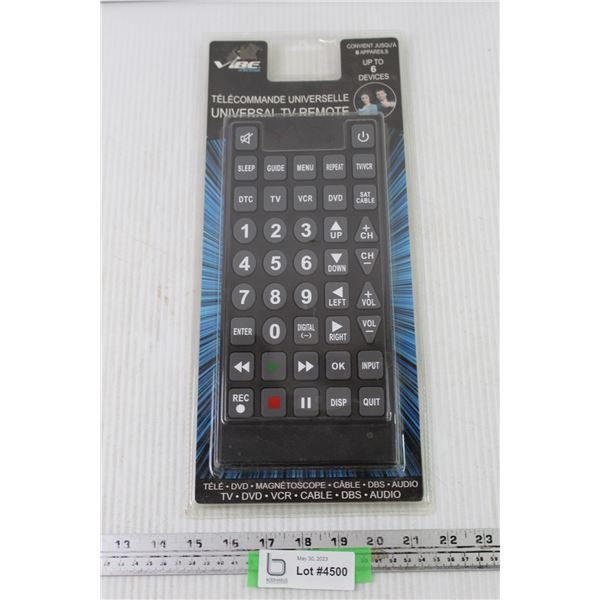 VIBE
CONVIENT JUSQU'A
6 APPAREILS
UP TO
6
DEVICES
TÉLÉCOMMANDE UNIVERSELLE
UNIVERSAL TV REMOTE
SLEEP GUIDE MENU REPEAT TV/VCR
DTC TV VCR DVD SAT CABLE
1 2 3 UP + CH
4 5 6 DOWN CH −
7 8 9 LEFT + VOL
ENTER 0 DIGITAL (--) RIGHT VOL −
OK INPUT
REC DISP QUIT
TÉLÉ • DVD • MAGNÉTOSCOPE • CÂBLE • DBS • AUDIO
TV • DVD • VCR • CABLE • DBS • AUDIO
13 14 15 16 17 18 19 20 21 22 23
May 30, 2023
Lot #4500